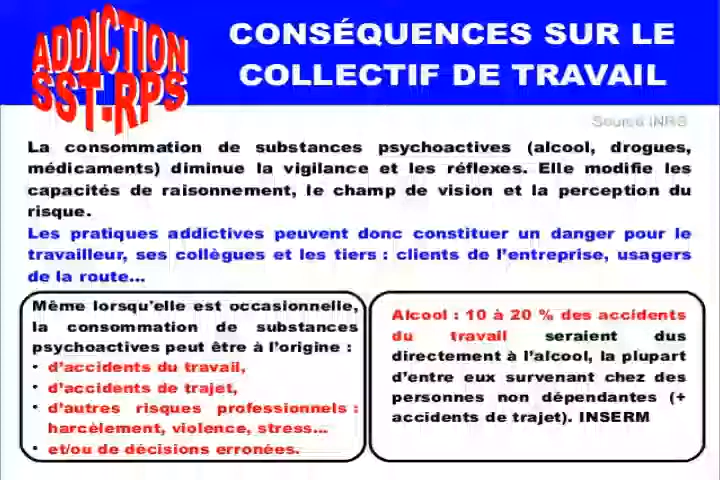 ADDICTION
SST-RPS
CONSÉQUENCES SUR LE
COLLECTIF DE TRAVAIL
Source INRS
La consommation de substances psychoactives (alcool, drogues,
médicaments) diminue la vigilance et les réflexes. Elle modifie les
capacités de raisonnement, le champ de vision et la perception du
risque.
Les pratiques addictives peuvent donc constituer un danger pour le
travailleur, ses collègues et les tiers : clients de l'entreprise, usagers
de la route...
Même lorsqu'elle est occasionnelle,
la consommation de substances
psychoactives peut être à l'origine :
• d'accidents du travail,
• d'accidents de trajet,
• d'autres risques professionnels :
harcèlement, violence, stress...
• et/ou de décisions erronées.
Alcool : 10 à 20 % des accidents
du travail seraient dus
directement à l'alcool, la plupart
d'entre eux survenant chez des
personnes non dépendantes (+
accidents de trajet). INSERM